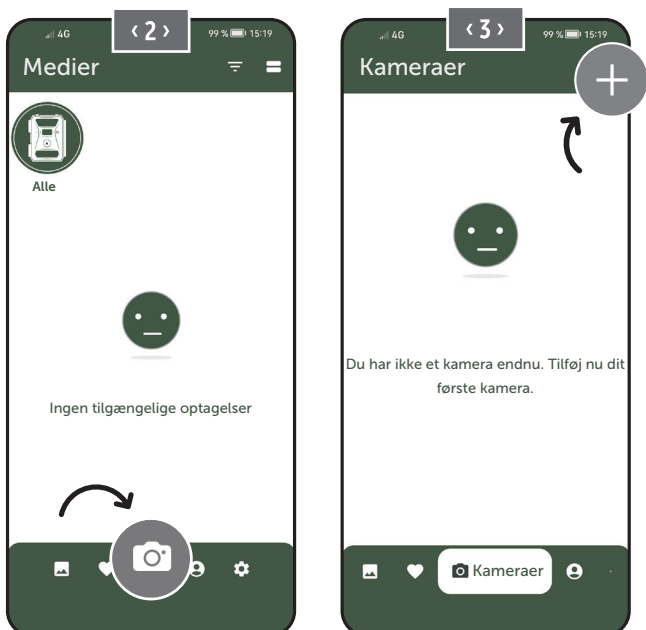 4G
‹ 2 ›
99 % 15:19
Medier
Alle
Ingen tilgængelige optagelser
4G
‹ 3 ›
99 % 15:19
Kameraer
Du har ikke et kamera endnu. Tilføj nu dit
første kamera.
Kameraer